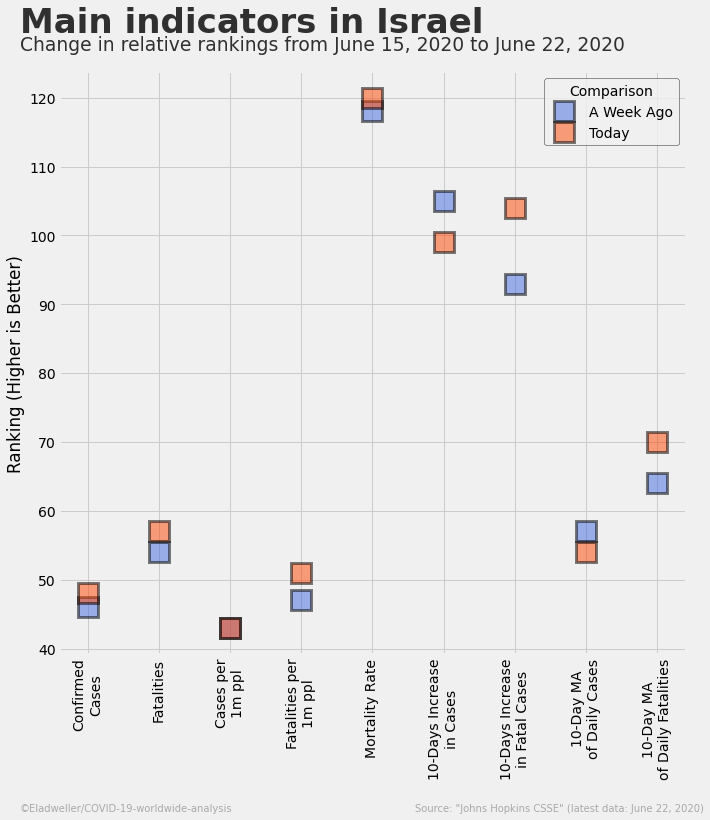 Main indicators in Israel
Change in relative rankings from June 15, 2020 to June 22, 2020
Comparison
A Week Ago
Today
Ranking (Higher is Better)
120
110
100
90
80
70
60
50
40
Confirmed
Cases
Fatalities
Cases per
1m ppl
Fatalities per
1m ppl
Mortality Rate
10-Days Increase
in Cases
10-Days Increase
in Fatal Cases
10-Day MA
of Daily Cases
10-Day MA
of Daily Fatalities
©Eladweller/COVID-19-worldwide-analysis
Source: "Johns Hopkins CSSE" (latest data: June 22, 2020)